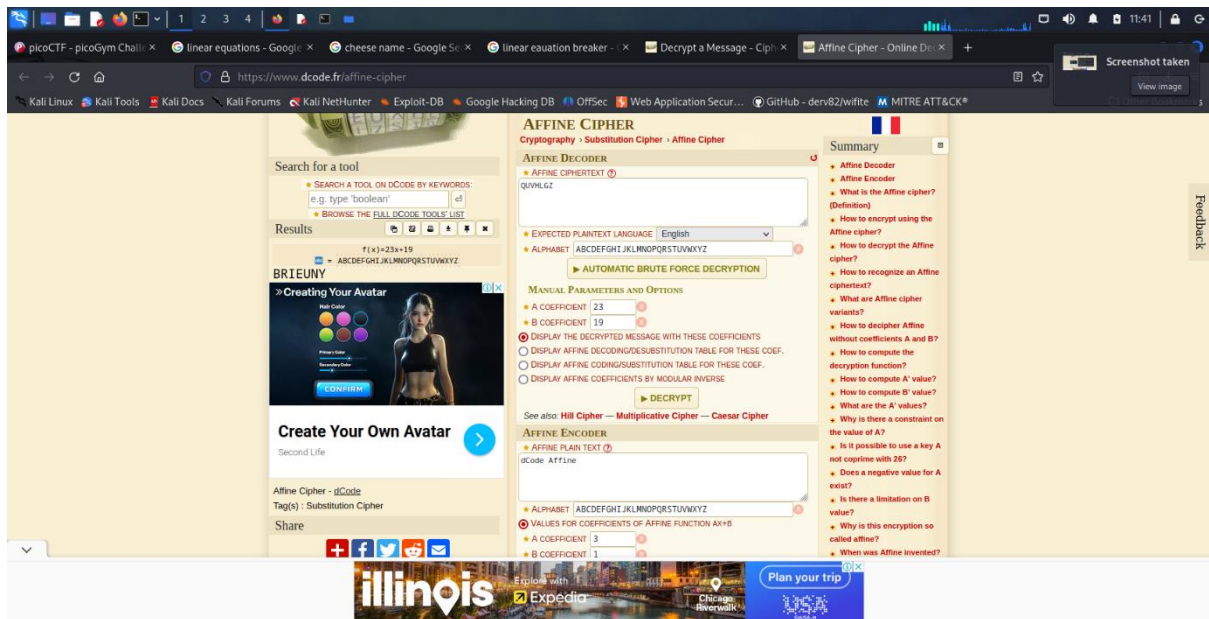 1 2 3 4
11:41
picoCTF - picoGym Challe
linear equations - Google
cheese name - Google Se
linear eauation breaker -
Decrypt a Message - Ciph
Affine Cipher - Online Dec
Screenshot taken
View image
https://www.dcode.fr/affine-cipher
Kali Linux
Kali Tools
Kali Docs
Kali Forums
Kali NetHunter
Exploit-DB
Google Hacking DB
OffSec
Web Application Secur...
GitHub - derv82/wifite
MITRE ATT&CK®
Search for a tool
SEARCH A TOOL ON DCODE BY KEYWORDS:
e.g. type 'boolean'
BROWSE THE FULL DCODE TOOLS' LIST
Results
f(x)=23x+19
= ABCDEFGHIJKLMNOPQRSTUVWXYZ
BRIEUNY
Creating Your Avatar
Hair Color
Primary Color
Secondary Color
CONFIRM
Create Your Own Avatar
Second Life
Affine Cipher - dCode
Tag(s) : Substitution Cipher
Share
AFFINE CIPHER
Cryptography › Substitution Cipher › Affine Cipher
AFFINE DECODER
AFFINE CIPHERTEXT
QUVHLGZ
EXPECTED PLAINTEXT LANGUAGE English
ALPHABET ABCDEFGHIJKLMNOPQRSTUVWXYZ
► AUTOMATIC BRUTE FORCE DECRYPTION
MANUAL PARAMETERS AND OPTIONS
A COEFFICIENT 23
B COEFFICIENT 19
DISPLAY THE DECRYPTED MESSAGE WITH THESE COEFFICIENTS
DISPLAY AFFINE DECODING/DESUBSTITUTION TABLE FOR THESE COEF.
DISPLAY AFFINE CODING/SUBSTITUTION TABLE FOR THESE COEF.
DISPLAY AFFINE COEFFICIENTS BY MODULAR INVERSE
► DECRYPT
See also: Hill Cipher — Multiplicative Cipher — Caesar Cipher
AFFINE ENCODER
AFFINE PLAIN TEXT
dCode Affine
ALPHABET ABCDEFGHIJKLMNOPQRSTUVWXYZ
VALUES FOR COEFFICIENTS OF AFFINE FUNCTION AX+B
A COEFFICIENT 3
B COEFFICIENT 1
Summary
Affine Decoder
Affine Encoder
What is the Affine cipher?
(Definition)
How to encrypt using the
Affine cipher?
How to decrypt the Affine
cipher?
How to recognize an Affine
ciphertext?
What are Affine cipher
variants?
How to decipher Affine
without coefficients A and B?
How to compute the
decryption function?
How to compute A' value?
How to compute B' value?
What are the A' values?
Why is there a constraint on
the value of A?
Is it possible to use a key A
not coprime with 26?
Does a negative value for A
exist?
Is there a limitation on B
value?
Why is this encryption so
called affine?
When was Affine invented?
Feedback
illinois
Explore with
Expedia
Chicago
Riverwalk
Plan your trip
USA